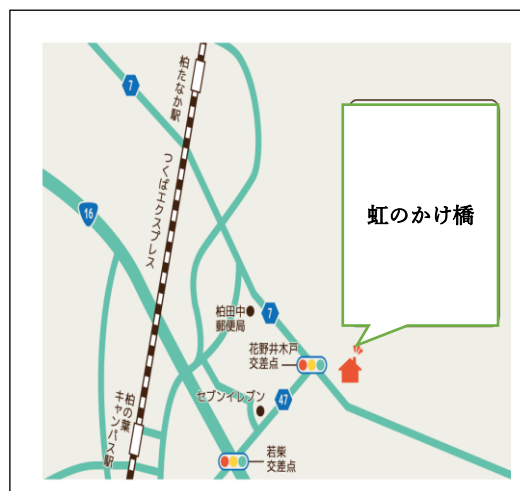 柏たなか駅
7
つくばエクスプレス
16
虹のかけ橋
柏田中
郵便局
7
花野井木戸
交差点
セブンイレブン
47
柏の葉
キャンパス駅
若柴
交差点